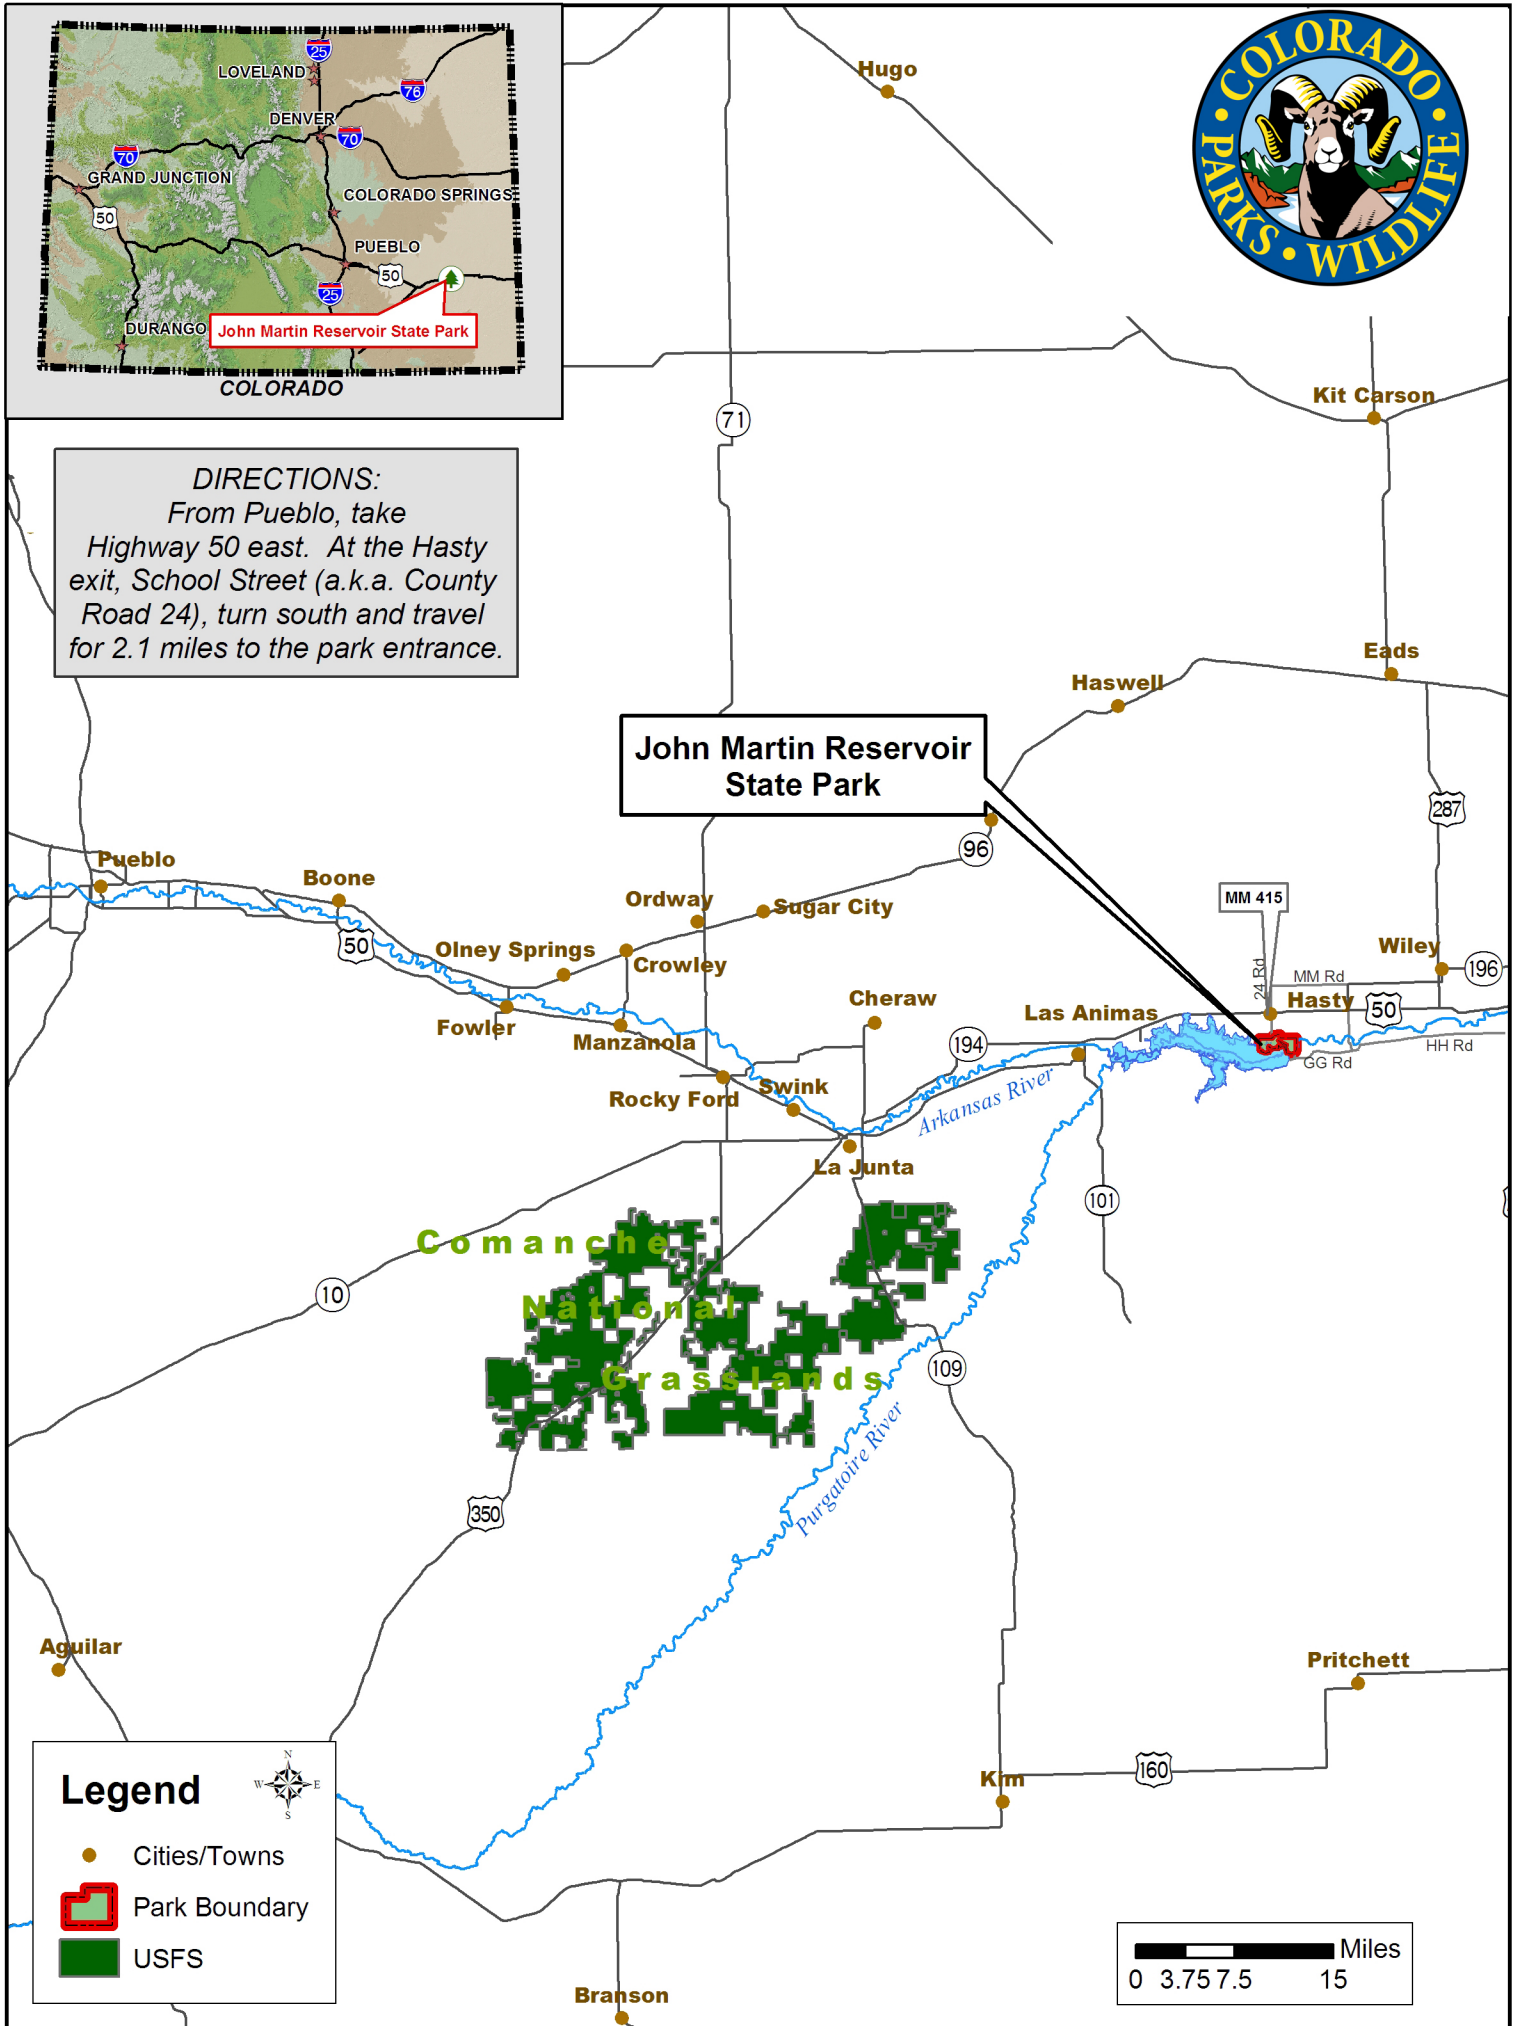 25
LOVELAND
76
DENVER
70
70
GRAND JUNCTION
COLORADO SPRINGS
50
PUEBLO
50
25
DURANGO
John Martin Reservoir State Park
COLORADO
COLORADO
PARKS • WILDLIFE
Hugo
71
Kit Carson
DIRECTIONS:
From Pueblo, take
Highway 50 east. At the Hasty
exit, School Street (a.k.a. County
Road 24), turn south and travel
for 2.1 miles to the park entrance.
Eads
Haswell
John Martin Reservoir
State Park
287
96
Pueblo
Boone
Ordway
Sugar City
MM 415
50
Olney Springs
Crowley
Wiley
196
24 Rd
MM Rd
Cheraw
Hasty
50
Fowler
Las Animas
Manzanola
194
HH Rd
GG Rd
Rocky Ford
Swink
Arkansas River
La Junta
101
Comanche
National
Grasslands
10
109
Purgatoire River
350
Aguilar
Pritchett
160
Kim
Legend
N
W
E
S
Cities/Towns
Park Boundary
USFS
Miles
0 3.75 7.5 15
Branson